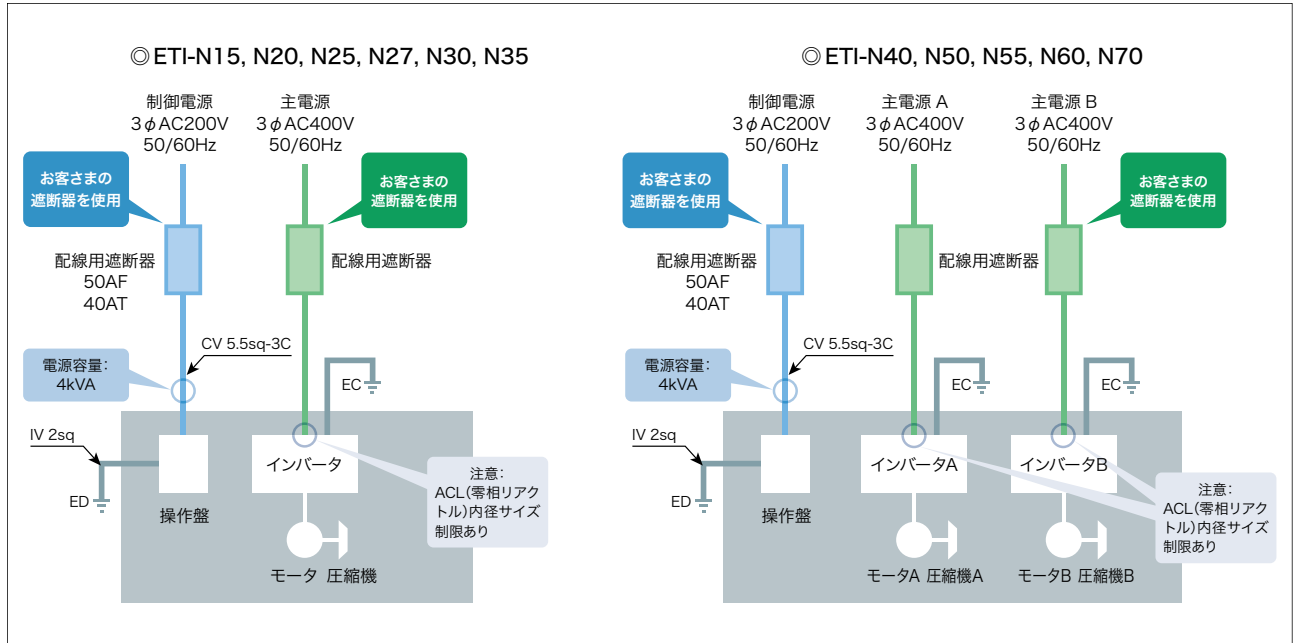 ◎ETI-N15, N20, N25, N27, N30, N35
制御電源
3φAC200V
50/60Hz
主電源
3φAC400V
50/60Hz
お客さまの
遮断器を使用
お客さまの
遮断器を使用
配線用遮断器
50AF
40AT
配線用遮断器
CV 5.5sq-3C
電源容量:
4kVA
EC
IV 2sq
ED
操作盤
インバータ
注意:
ACL(零相リアク
トル)内径サイズ
制限あり
モータ 圧縮機
◎ETI-N40, N50, N55, N60, N70
制御電源
3φAC200V
50/60Hz
主電源 A
3φAC400V
50/60Hz
主電源 B
3φAC400V
50/60Hz
お客さまの
遮断器を使用
お客さまの
遮断器を使用
配線用遮断器
50AF
40AT
配線用遮断器
CV 5.5sq-3C
電源容量:
4kVA
EC
EC
IV 2sq
ED
操作盤
インバータA
インバータB
注意:
ACL(零相リアク
トル)内径サイズ
制限あり
モータA 圧縮機A
モータB 圧縮機B